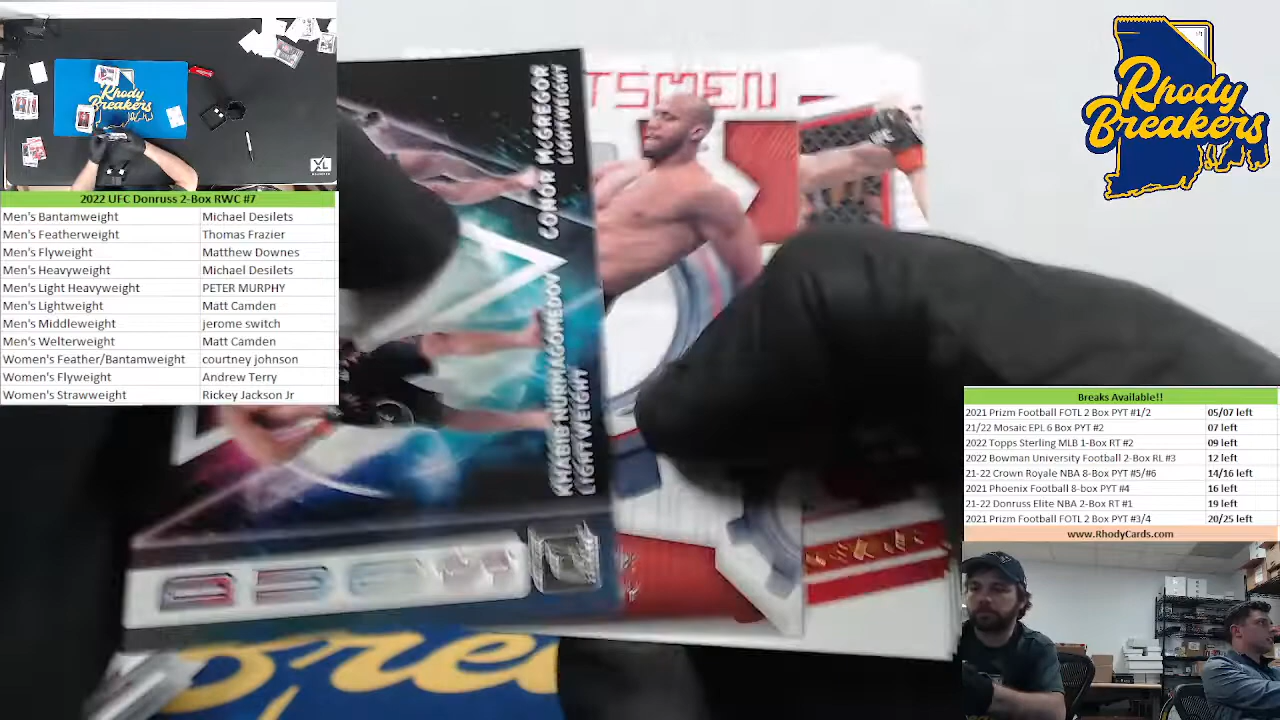 2022 UFC Donruss 2-Box RWC #7
Men's Bantamweight Michael Desilets
Men's Featherweight Thomas Frazier
Men's Flyweight Matthew Downes
Men's Heavyweight Michael Desilets
Men's Light Heavyweight PETER MURPHY
Men's Lightweight Matt Camden
Men's Middleweight jerome switch
Men's Welterweight Matt Camden
Women's Feather/Bantamweight courtney johnson
Women's Flyweight Andrew Terry
Women's Strawweight Rickey Jackson Jr
Rhody
Breakers
XL
CONOR McGREGOR
LIGHTWEIGHT
KHABIB NURMAGOMEDOV
LIGHTWEIGHT
TSMEN
Rhody
Breakers
Breaks Available!!
2021 Prizm Football FOTL 2 Box PYT #1/2 05/07 left
21/22 Mosaic EPL 6 Box PYT #2 07 left
2022 Topps Sterling MLB 1-Box RT #2 09 left
2022 Bowman University Football 2-Box RL #3 12 left
21-22 Crown Royale NBA 8-Box PYT #5/#6 14/16 left
2021 Phoenix Football 8-box PYT #4 16 left
21-22 Donruss Elite NBA 2-Box RT #1 19 left
2021 Prizm Football FOTL 2 Box PYT #3/4 20/25 left
www.RhodyCards.com